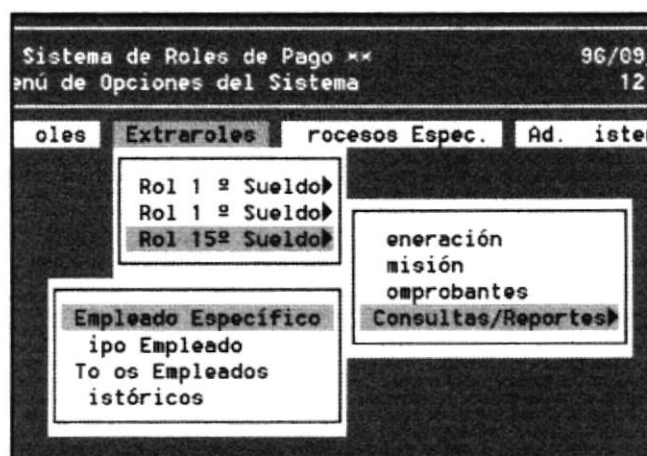 Sistema de Roles de Pago **
96/09
enú de Opciones del Sistema
12
oles Extraroles rocesos Espec. Ad. iste
Rol 1 º Sueldo▶
Rol 1 º Sueldo▶
Rol 15º Sueldo▶
eneración
misión
omprobantes
Consultas/Reportes▶
Empleado Específico
ipo Empleado
To os Empleados
istóricos